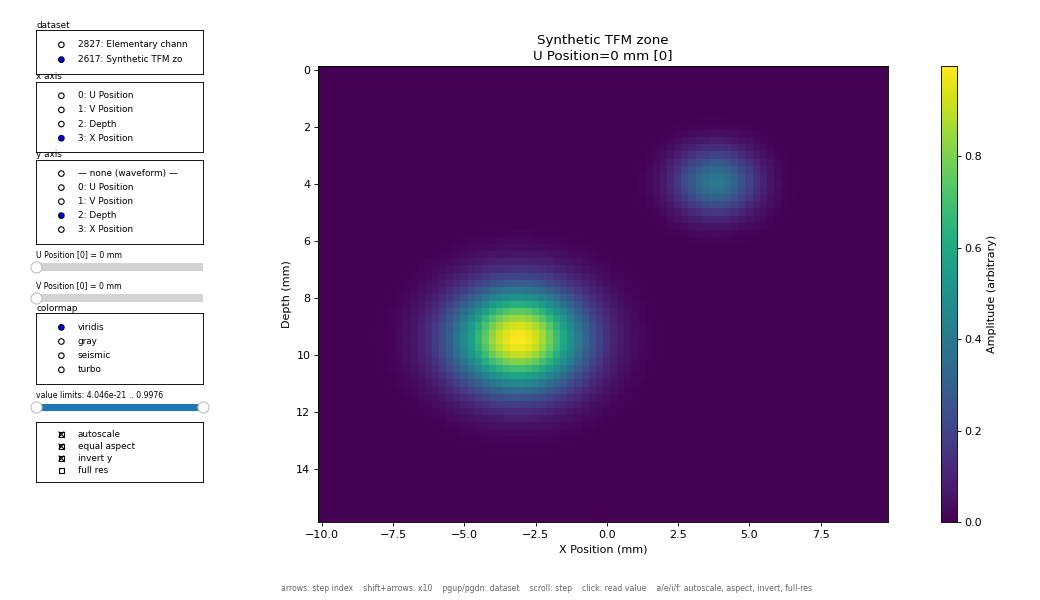 dataset
2827: Elementary chann
2617: Synthetic TFM zo
x axis
0: U Position
1: V Position
2: Depth
3: X Position
y axis
— none (waveform) —
0: U Position
1: V Position
2: Depth
3: X Position
U Position [0] = 0 mm
V Position [0] = 0 mm
colormap
viridis
gray
seismic
turbo
value limits: 4.046e-21 .. 0.9976
autoscale
equal aspect
invert y
full res
Synthetic TFM zone
U Position=0 mm [0]
0
2
4
6
8
10
12
14
Depth (mm)
−10.0 −7.5 −5.0 −2.5 0.0 2.5 5.0 7.5
X Position (mm)
0.8
0.6
0.4
0.2
0.0
Amplitude (arbitrary)
arrows: step index shift+arrows: x10 pgup/pgdn: dataset scroll: step click: read value a/e/i/f: autoscale, aspect, invert, full-res